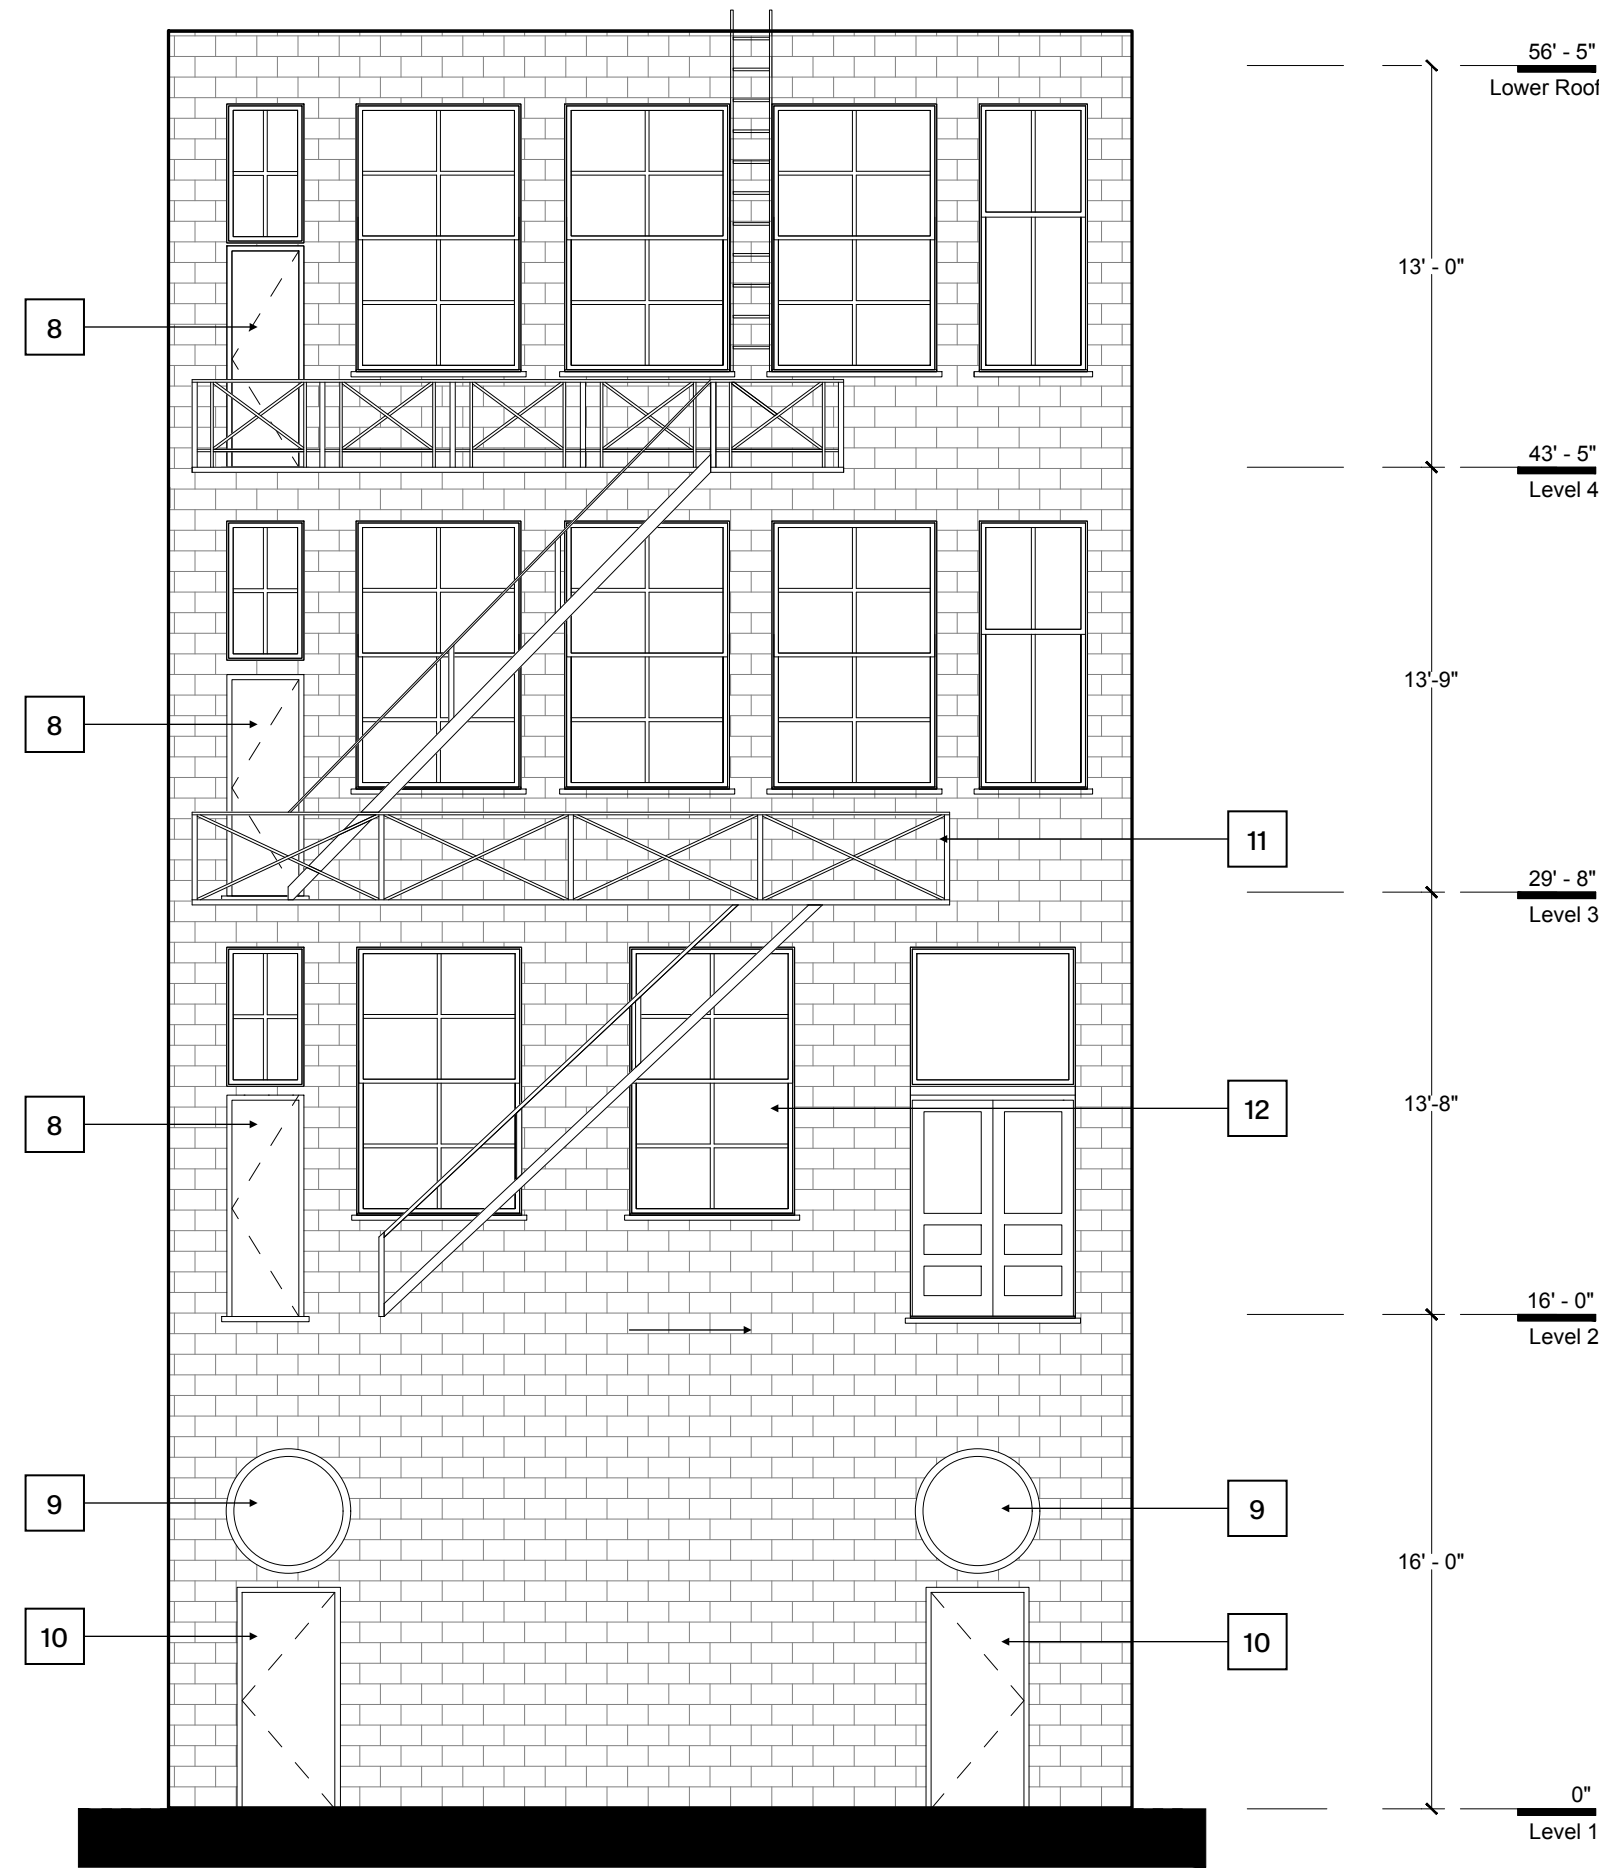 56' - 5"
Lower Roof
13' - 0"
8
43' - 5"
Level 4
13'-9"
8
11
29' - 8"
Level 3
8
12
13'-8"
16' - 0"
Level 2
9
9
16' - 0"
10
10
0"
Level 1